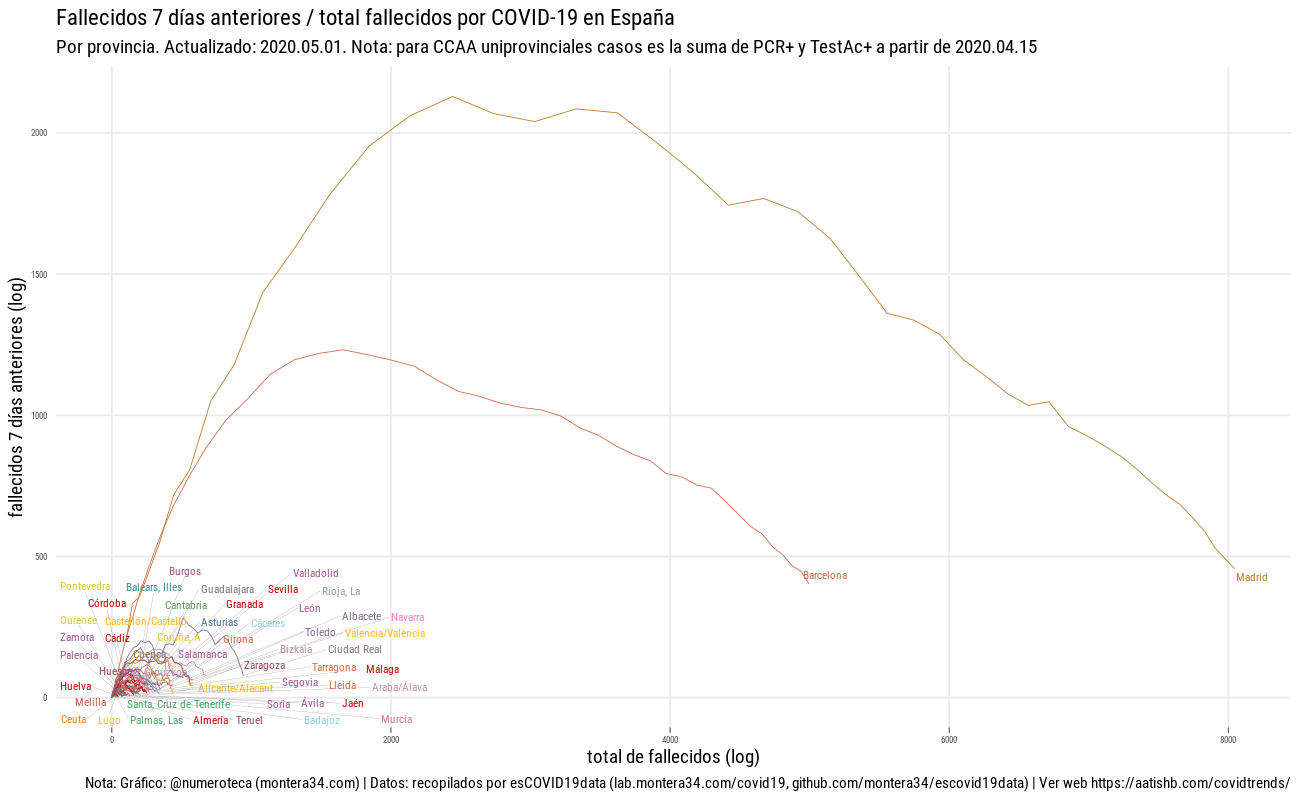 Fallecidos 7 días anteriores / total fallecidos por COVID-19 en España
Por provincia. Actualizado: 2020.05.01. Nota: para CCAA uniprovinciales casos es la suma de PCR+ y TestAc+ a partir de 2020.04.15
fallecidos 7 días anteriores (log)
2000
1500
1000
500
0
Madrid
Barcelona
Burgos
Valladolid
Pontevedra
Balears, Illes
Guadalajara
Sevilla
Rioja, La
Córdoba
Cantabria
Granada
León
Ourense
Castellón/Castelló
Asturias
Cáceres
Albacete
Navarra
Zamora
Cádiz
Coruña, A
Girona
Toledo
Valencia/València
Palencia
Cuenca
Salamanca
Bizkaia
Ciudad Real
Huesca
Gipuzkoa
Zaragoza
Tarragona
Málaga
Huelva
Alicante/Alacant
Segovia
Lleida
Araba/Álava
Melilla
Santa, Cruz de Tenerife
Soria
Ávila
Jaén
Ceuta
Lugo
Palmas, Las
Almería
Teruel
Badajoz
Murcia
0
2000
4000
6000
8000
total de fallecidos (log)
Nota: Gráfico: @numeroteca (montera34.com) | Datos: recopilados por esCOVID19data (lab.montera34.com/covid19, github.com/montera34/escovid19data) | Ver web https://aatishb.com/covidtrends/